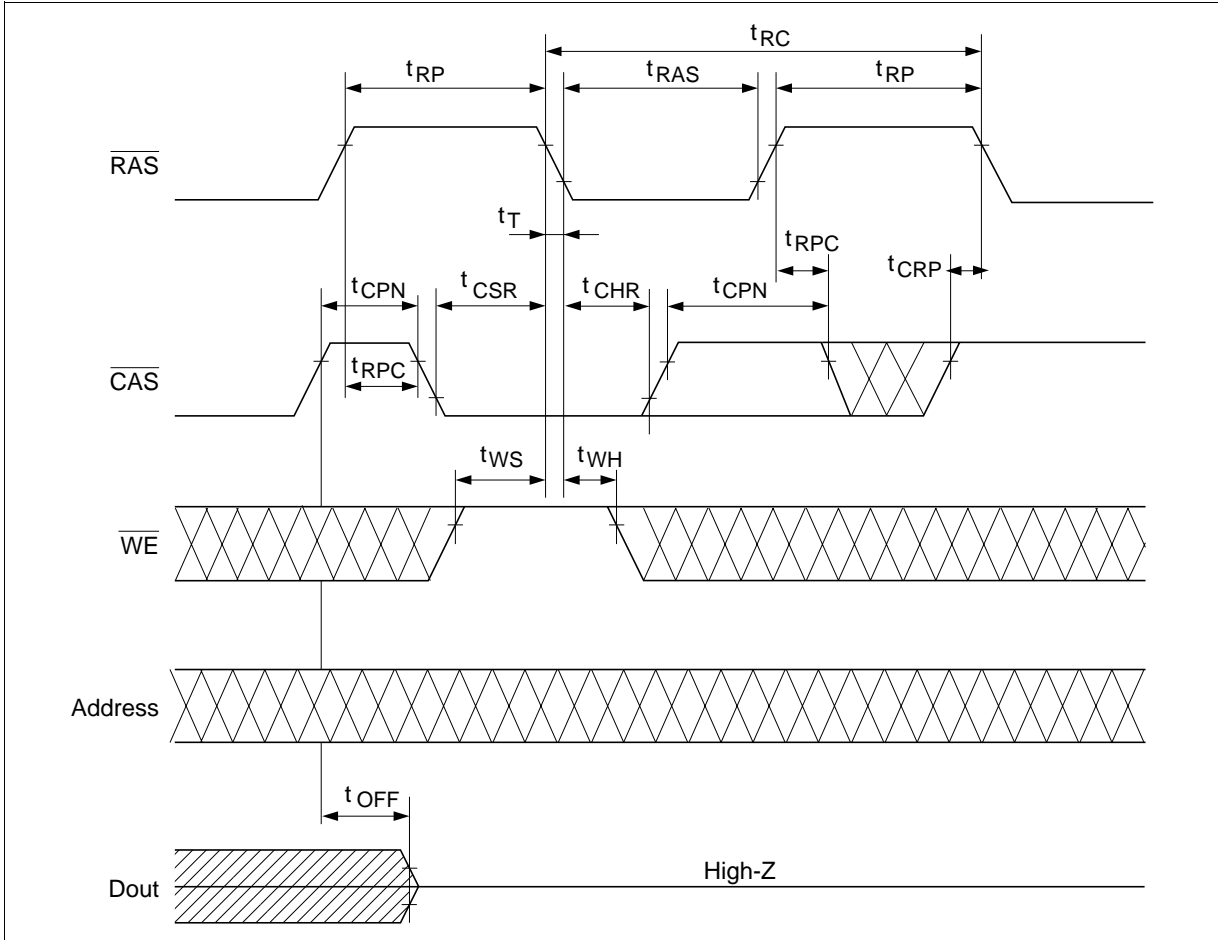 tRC
tRP
tRAS
tRP
RAS
tT
tRPC
tCRP
tCPN
tCSR
tCHR
tCPN
CAS
tRPC
tWS
tWH
WE
Address
tOFF
High-Z
Dout